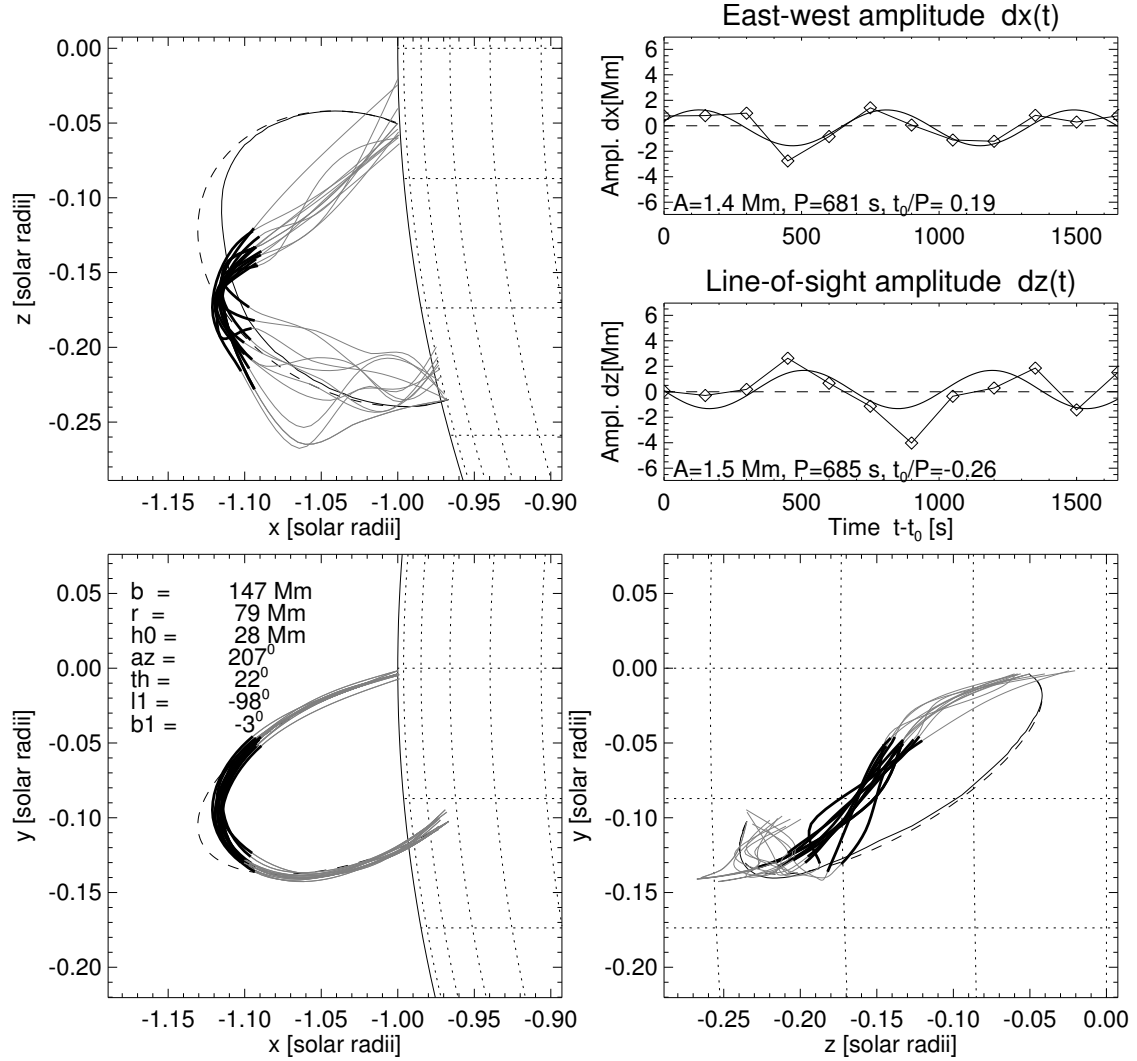 East-west amplitude dx(t)
Ampl. dx[Mm]
6
4
2
0
-2
-4
-6
A=1.4 Mm, P=681 s, t0/P= 0.19
0 500 1000 1500
Line-of-sight amplitude dz(t)
Ampl. dz[Mm]
6
4
2
0
-2
-4
-6
A=1.5 Mm, P=685 s, t0/P=-0.26
0 500 1000 1500
Time t-t0 [s]
z [solar radii]
0.00
-0.05
-0.10
-0.15
-0.20
-0.25
-1.15 -1.10 -1.05 -1.00 -0.95 -0.90
x [solar radii]
y [solar radii]
0.05
0.00
-0.05
-0.10
-0.15
-0.20
b = 147 Mm
r = 79 Mm
h0 = 28 Mm
az = 207⁰
th = 22⁰
l1 = -98⁰
b1 = -3⁰
-1.15 -1.10 -1.05 -1.00 -0.95 -0.90
x [solar radii]
y [solar radii]
0.05
0.00
-0.05
-0.10
-0.15
-0.20
-0.25 -0.20 -0.15 -0.10 -0.05 0.00
z [solar radii]